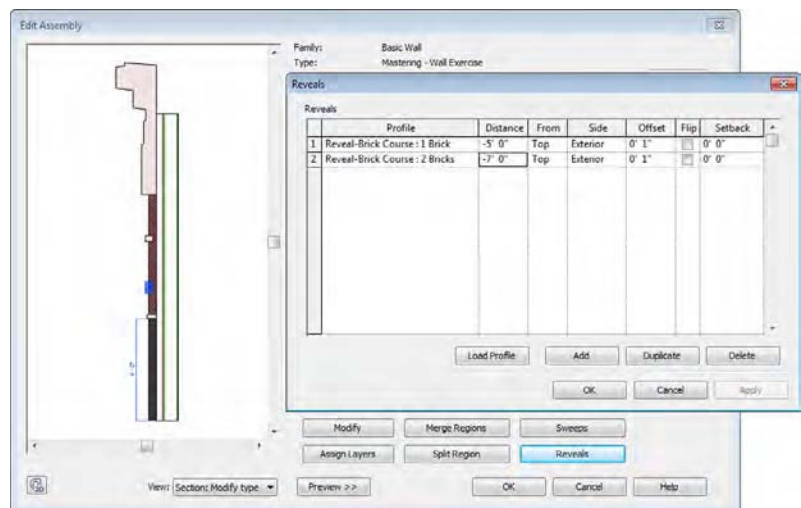 Edit Assembly
Family: Basic Wall
Type: Mastering - Wall Exercise
Reveals
Reveals
Profile Distance From Side Offset Flip Setback
1 Reveal-Brick Course : 1 Brick -5' 0" Top Exterior 0' 1" 0' 0"
2 Reveal-Brick Course : 2 Bricks -7' 0" Top Exterior 0' 1" 0' 0"
Load Profile Add Duplicate Delete
OK Cancel Apply
Modify Merge Regions Sweeps
Assign Layers Split Region Reveals
View: Section: Modify type Preview >> OK Cancel Help